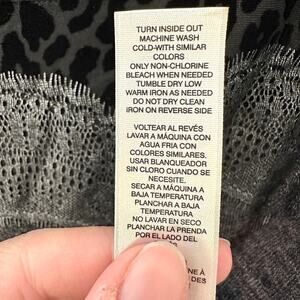 TURN INSIDE OUT
MACHINE WASH
COLD-WITH SIMILAR
COLORS
ONLY NON-CHLORINE
BLEACH WHEN NEEDED
TUMBLE DRY LOW
WARM IRON AS NEEDED
DO NOT DRY CLEAN
IRON ON REVERSE SIDE
VOLTEAR AL REVÉS
LAVAR A MÁQUINA CON
AGUA FRIA CON
COLORES SIMILARES.
USAR BLANQUEADOR
SIN CLORO CUANDO SE
NECESITE.
SECAR A MÁQUINA A
BAJA TEMPERATURA
PLANCHAR A BAJA
TEMPERATURA
NO LAVAR EN SECO
PLANCHAR LA PRENDA
POR EL LADO DEL